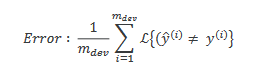 Error : 1/m_dev ∑_{i=1}^{m_dev} ℒ{(ŷ^(i) ≠ y^(i)}